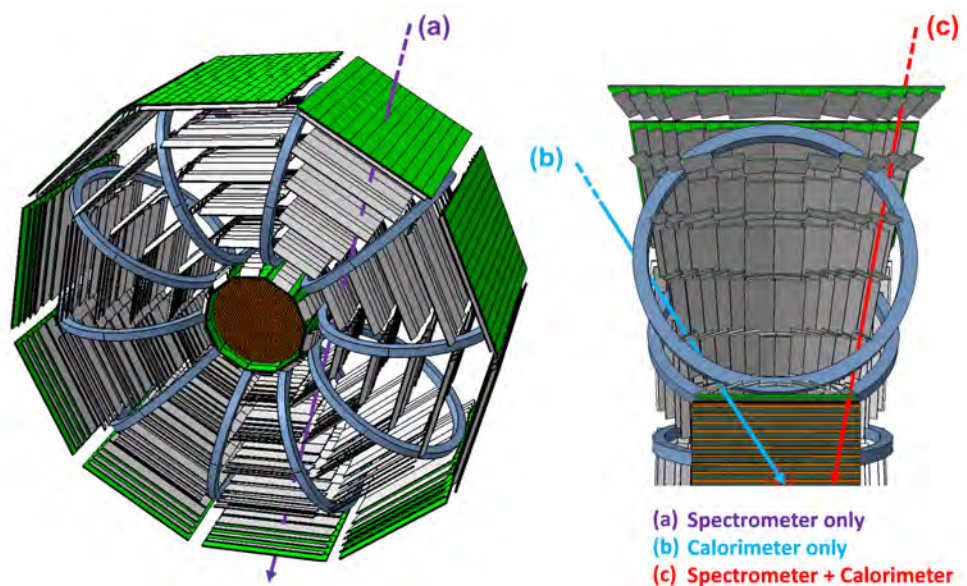 (a)
(c)
(b)
(a) Spectrometer only
(b) Calorimeter only
(c) Spectrometer + Calorimeter